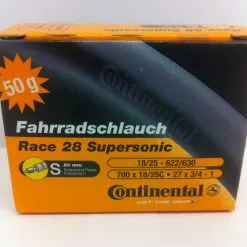 50 g
Continental
Fahrradschlauch
Race 28 Supersonic
S 60 mm
18/25 - 622/630
700 x 18/25C • 27 x 3/4 - 1
Continental